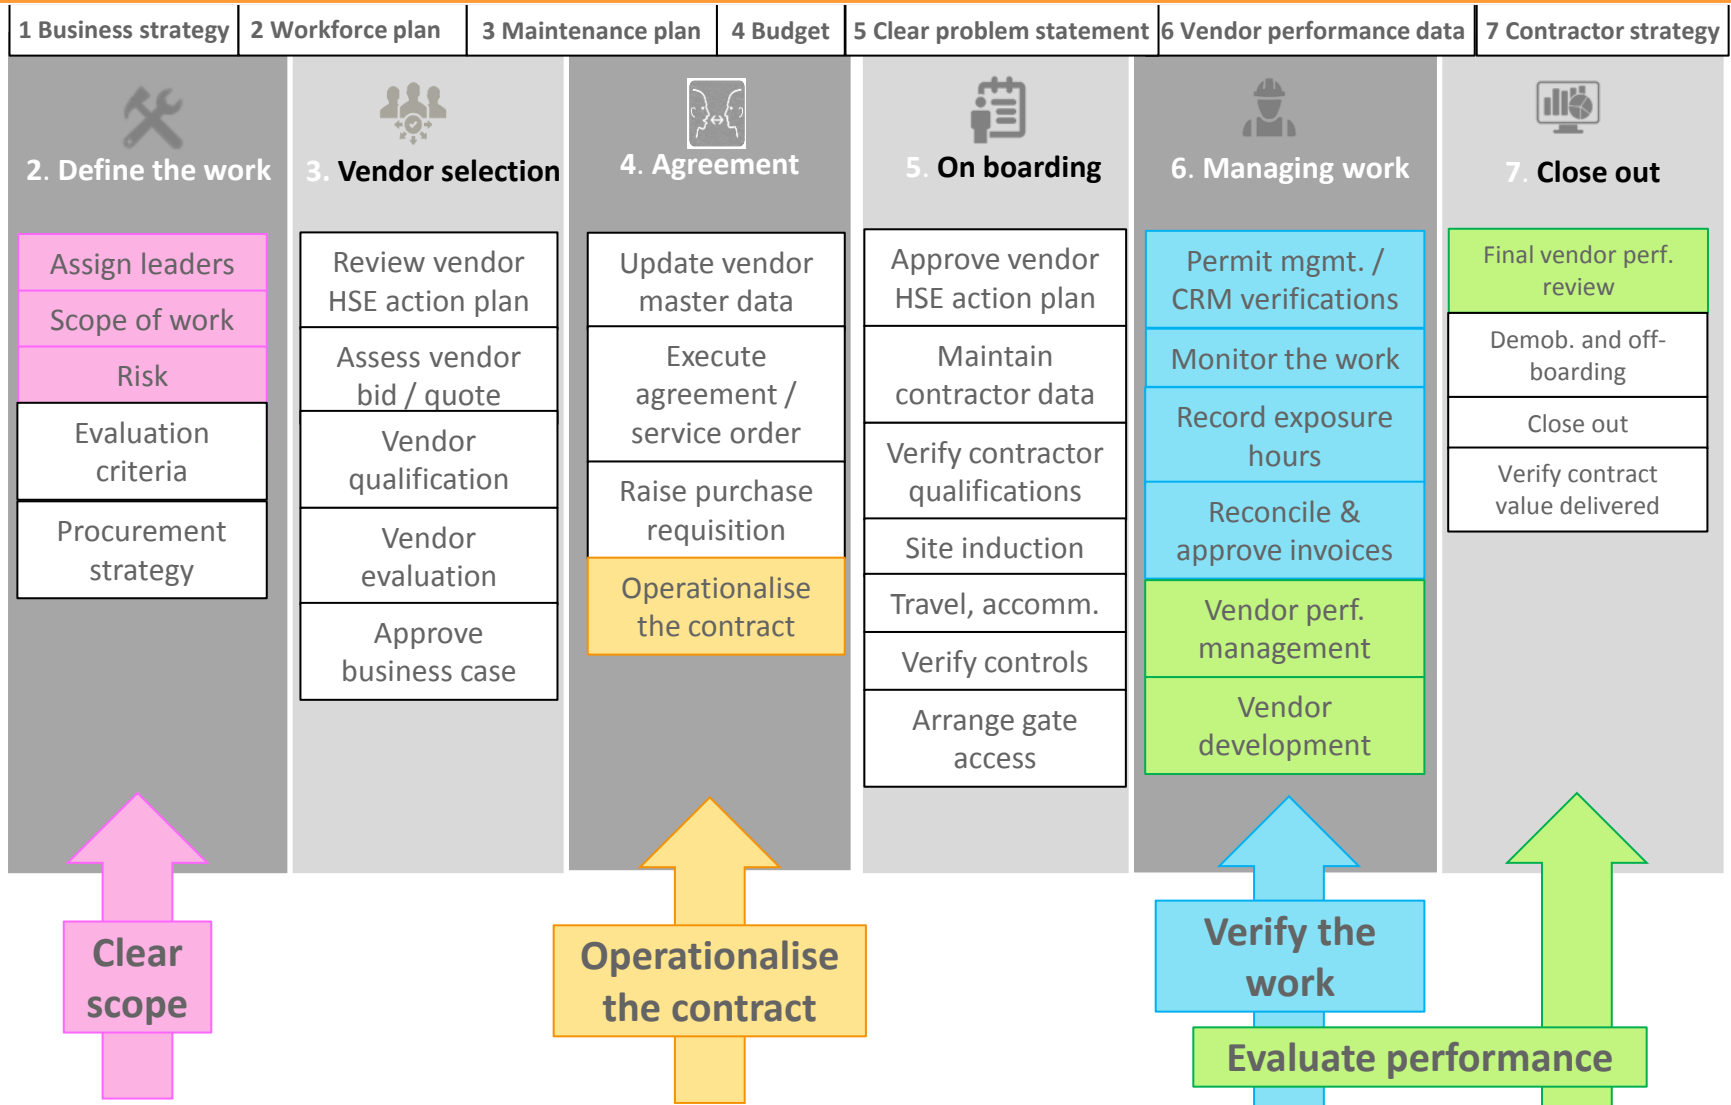 1 Business strategy
2 Workforce plan
3 Maintenance plan
4 Budget
5 Clear problem statement
6 Vendor performance data
7 Contractor strategy
2. Define the work
Assign leaders
Scope of work
Risk
Evaluation
criteria
Procurement
strategy
3. Vendor selection
Review vendor
HSE action plan
Assess vendor
bid / quote
Vendor
qualification
Vendor
evaluation
Approve
business case
4. Agreement
Update vendor
master data
Execute
agreement /
service order
Raise purchase
requisition
Operationalise
the contract
5. On boarding
Approve vendor
HSE action plan
Maintain
contractor data
Verify contractor
qualifications
Site induction
Travel, accomm.
Verify controls
Arrange gate
access
6. Managing work
Permit mgmt. /
CRM verifications
Monitor the work
Record exposure
hours
Reconcile &
approve invoices
Vendor perf.
management
Vendor
development
7. Close out
Final vendor perf.
review
Demob. and off-
boarding
Close out
Verify contract
value delivered
Clear
scope
Operationalise
the contract
Verify the
work
Evaluate performance